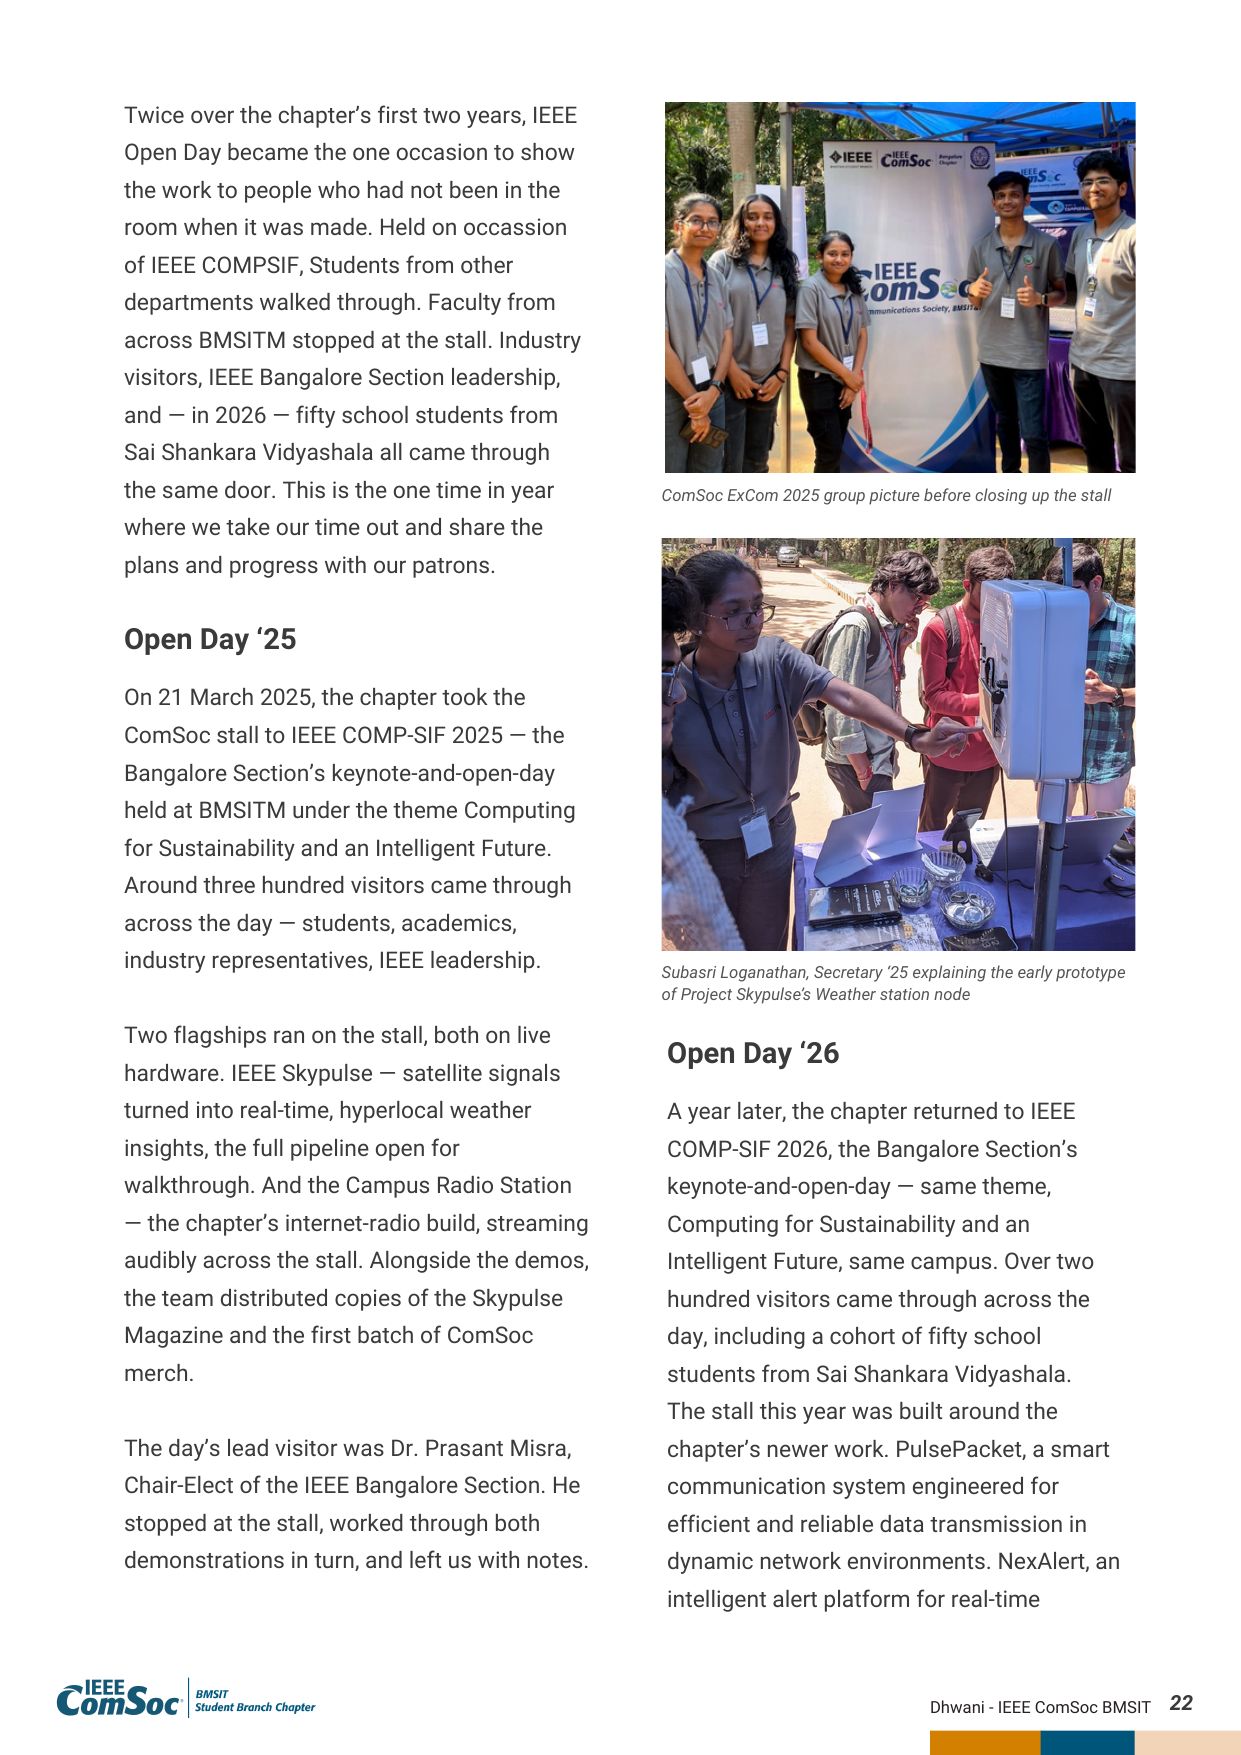 Twice over the chapter’s first two years, IEEE
Open Day became the one occasion to show
the work to people who had not been in the
room when it was made. Held on occassion
of IEEE COMPSIF, Students from other
departments walked through. Faculty from
across BMSITM stopped at the stall. Industry
visitors, IEEE Bangalore Section leadership,
and — in 2026 — fifty school students from
Sai Shankara Vidyashala all came through
the same door. This is the one time in year
where we take our time out and share the
plans and progress with our patrons.
Open Day ‘25
On 21 March 2025, the chapter took the
ComSoc stall to IEEE COMP-SIF 2025 — the
Bangalore Section’s keynote-and-open-day
held at BMSITM under the theme Computing
for Sustainability and an Intelligent Future.
Around three hundred visitors came through
across the day — students, academics,
industry representatives, IEEE leadership.
Two flagships ran on the stall, both on live
hardware. IEEE Skypulse — satellite signals
turned into real-time, hyperlocal weather
insights, the full pipeline open for
walkthrough. And the Campus Radio Station
— the chapter’s internet-radio build, streaming
audibly across the stall. Alongside the demos,
the team distributed copies of the Skypulse
Magazine and the first batch of ComSoc
merch.
The day’s lead visitor was Dr. Prasant Misra,
Chair-Elect of the IEEE Bangalore Section. He
stopped at the stall, worked through both
demonstrations in turn, and left us with notes.
IEEE
IEEE ComSoc Bangalore Chapter
IEEE
omSoc
mmunications Society, BMSIT
ComSoc ExCom 2025 group picture before closing up the stall
Subasri Loganathan, Secretary ‘25 explaining the early prototype
of Project Skypulse’s Weather station node
Open Day ‘26
A year later, the chapter returned to IEEE
COMP-SIF 2026, the Bangalore Section’s
keynote-and-open-day — same theme,
Computing for Sustainability and an
Intelligent Future, same campus. Over two
hundred visitors came through across the
day, including a cohort of fifty school
students from Sai Shankara Vidyashala.
The stall this year was built around the
chapter’s newer work. PulsePacket, a smart
communication system engineered for
efficient and reliable data transmission in
dynamic network environments. NexAlert, an
intelligent alert platform for real-time
IEEE
ComSoc
BMSIT
Student Branch Chapter
Dhwani - IEEE ComSoc BMSIT 22